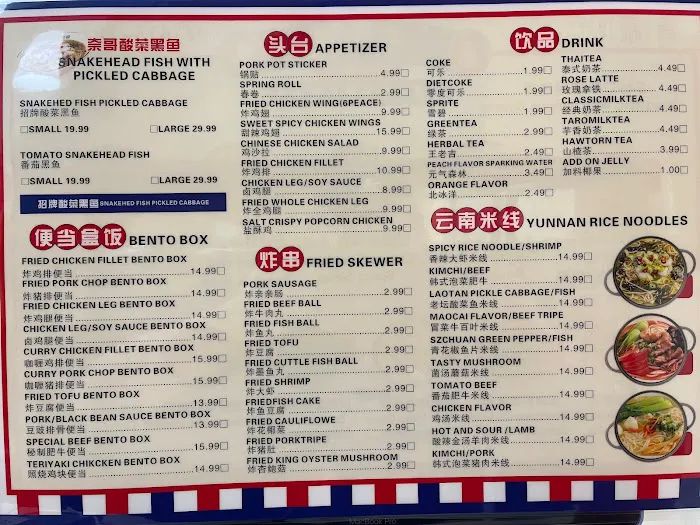 奈哥酸菜黑鱼
SNAKEHEAD FISH WITH
PICKLED CABBAGE
SNAKEHED FISH PICKLED CABBAGE
招牌酸菜黑鱼
☐SMALL 19.99 ☐LARGE 29.99
TOMATO SNAKEHEAD FISH
番茄黑鱼
☐SMALL 19.99 ☐LARGE 29.99
招牌酸菜黑鱼 SNAKEHED FISH PICKLED CABBAGE
便当盒饭 BENTO BOX
FRIED CHICKEN FILLET BENTO BOX
炸鸡排便当 14.99☐
FRIED PORK CHOP BENTO BOX
炸猪排便当 14.99☐
FRIED CHICKEN LEG BENTO BOX
炸鸡腿便当 14.99☐
CHICKEN LEG/SOY SAUCE BENTO BOX
卤鸡腿便当 14.99☐
CURRY CHICKEN FILLET BENTO BOX
咖喱鸡排便当 15.99☐
CURRY PORK CHOP BENTO BOX
咖喱猪排便当 15.99☐
FRIED TOFU BENTO BOX
炸豆腐便当 13.99☐
PORK/BLACK BEAN SAUCE BENTO BOX
豆豉排骨便当 13.99☐
SPECIAL BEEF BENTO BOX
秘制肥牛便当 15.99☐
TERIYAKI CHIKCKEN BENTO BOX
照烧鸡块便当 14.99☐
头台 APPETIZER
PORK POT STICKER
锅贴 4.99☐
SPRING ROLL
春卷 2.99☐
FRIED CHICKEN WING(6PEACE)
炸鸡翅 9.99☐
SWEET SPICY CHICKEN WINGS
甜辣鸡翅 15.99☐
CHINESE CHICKEN SALAD
鸡沙拉 9.99☐
FRIED CHICKEN FILLET
炸鸡排 10.99☐
CHICKEN LEG/SOY SAUCE
卤鸡腿 8.99☐
FRIED WHOLE CHICKEN LEG
炸全鸡腿 9.99☐
SALT CRISPY POPCORN CHICKEN
盐酥鸡 9.99☐
炸串 FRIED SKEWER
PORK SAUSAGE
炸亲亲肠 2.99☐
FRIED BEEF BALL
炸牛肉丸 2.99☐
FRIED FISH BALL
炸鱼丸 2.99☐
FRIED TOFU
炸豆腐 2.99☐
FRIED CUTTLE FISH BALL
炸墨鱼丸 2.99☐
FRIED SHRIMP
炸大虾 2.99☐
FRIEDFISH CAKE
炸鱼豆腐 2.99☐
FRIED CAULIFLOWE
炸花椰菜 2.99☐
FRIED PORKTRIPE
炸猪肚 2.99☐
FRIED KING OYSTER MUSHROOM
炸杏鲍菇 2.99☐
饮品 DRINK
COKE
可乐 1.99☐
DIETCOKE
零度可乐 1.99☐
SPRITE
雪碧 1.99☐
GREENTEA
绿茶 2.99☐
HERBAL TEA
王老吉 2.49☐
PEACH FLAVOR SPARKING WATER
元气森林 3.49☐
ORANGE FLAVOR
北冰洋 2.49☐
THAITEA
泰式奶茶 4.49☐
ROSE LATTE
玫瑰拿铁 4.49☐
CLASSICMILKTEA
经典奶茶 4.49☐
TAROMILKTEA
芋香奶茶 4.49☐
HAWTORN TEA
山楂茶 3.99☐
ADD ON JELLY
加料椰果 1.00☐
云南米线 YUNNAN RICE NOODLES
SPICY RICE NOODLE/SHRIMP
香辣大虾米线 14.99☐
KIMCHI/BEEF
韩式泡菜肥牛 14.99☐
LAOTAN PICKLE CABBAGE/FISH
老坛酸菜鱼米线 14.99☐
MAOCAI FLAVOR/BEEF TRIPE
冒菜牛百叶米线 14.99☐
SZCHUAN GREEN PEPPER/FISH
青花椒鱼片米线 14.99☐
TASTY MUSHROOM
菌汤蘑菇米线 14.99☐
TOMATO BEEF
番茄肥牛米线 14.99☐
CHICKEN FLAVOR
鸡汤米线 14.99☐
HOT AND SOUR /LAMB
酸辣金汤羊肉米线 14.99☐
KIMCHI/PORK
韩式泡菜猪肉米线 14.99☐